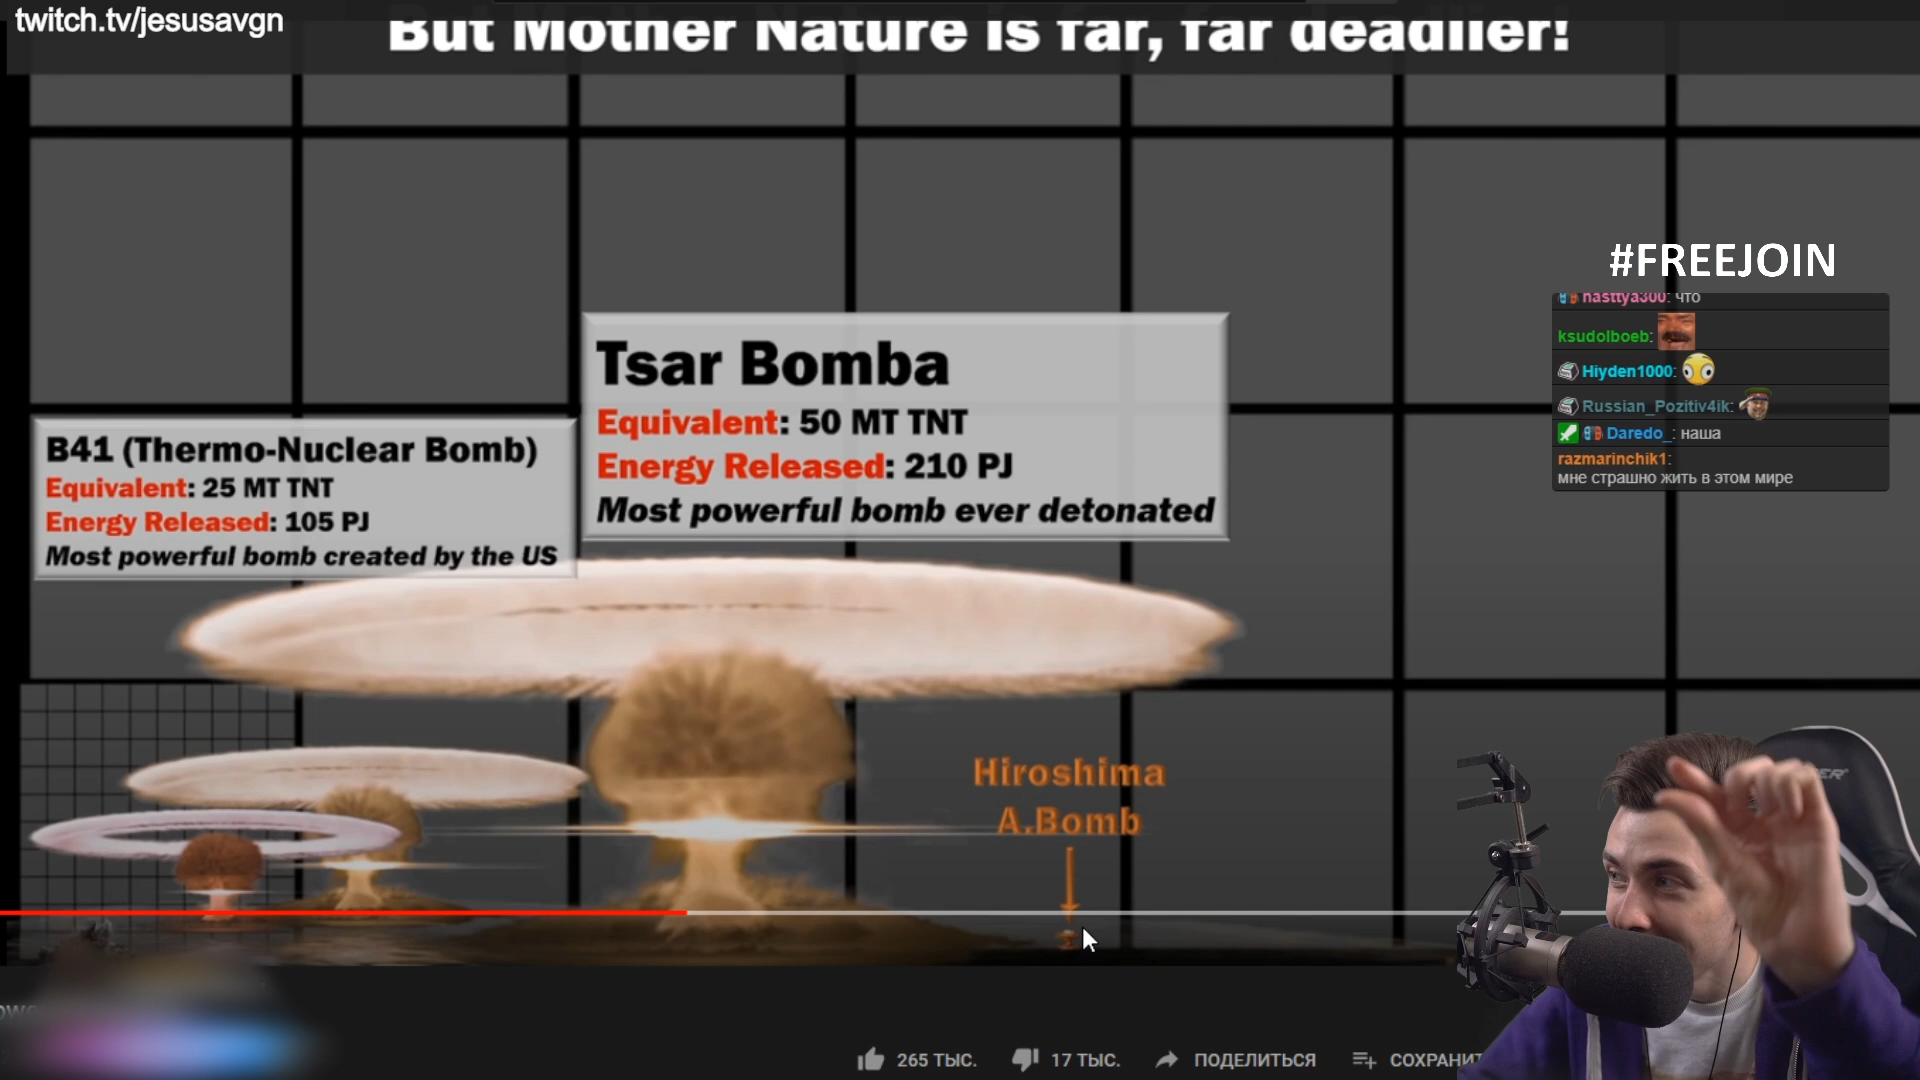 twitch.tv/jesusavgn
But Mother Nature is far, far deadlier!
#FREEJOIN
nasttya300: что
ksudolboeb:
Hiyden1000:
Russian_Pozitiv4ik:
Daredo_: наша
razmarinchik1:
мне страшно жить в этом мире
Tsar Bomba
Equivalent: 50 MT TNT
Energy Released: 210 PJ
Most powerful bomb ever detonated
B41 (Thermo-Nuclear Bomb)
Equivalent: 25 MT TNT
Energy Released: 105 PJ
Most powerful bomb created by the US
Hiroshima
A.Bomb
265 ТЫС.
17 ТЫС.
ПОДЕЛИТЬСЯ
СОХРАНИТ